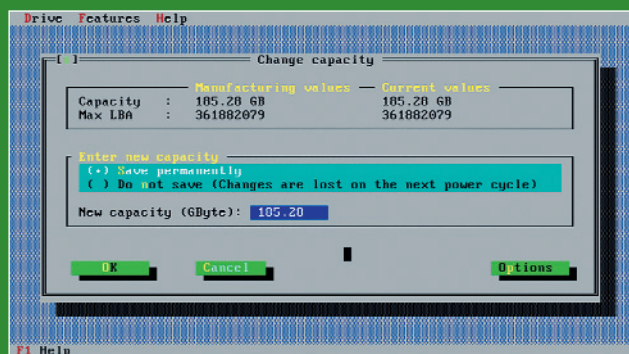 Drive Features Help
Change capacity
Manufacturing values Current values
Capacity : 185.28 GB 185.28 GB
Max LBA : 361882079 361882079
Enter new capacity
(•) Save permanently
( ) Do not save (Changes are lost on the next power cycle)
New capacity (GByte): 185.28
OK Cancel Options
F1 Help